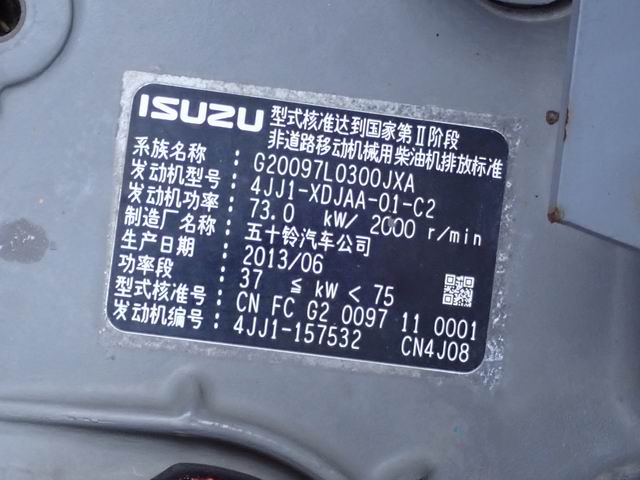 ISUZU 型式核准达到国家第Ⅱ阶段
非道路移动机械用柴油机排放标准
系族名称 : G20097L0300JXA
发动机型号: 4JJ1-XDJAA-01-C2
发动机功率: 73.0 kW/ 2000 r/min
制造厂名称: 五十铃汽车公司
生产日期 : 2013/06
功率段 : 37 ≦ kW < 75
型式核准号: CN FC G2 0097 11 0001
发动机编号: 4JJ1-157532 CN4J08